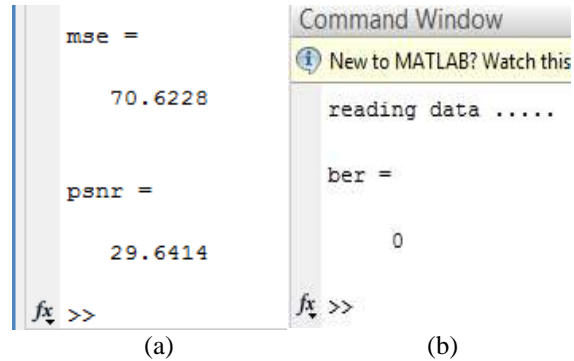 mse =
70.6228
psnr =
29.6414
fx >>
(a)
Command Window
New to MATLAB? Watch this
reading data .....
ber =
0
fx >>
(b)